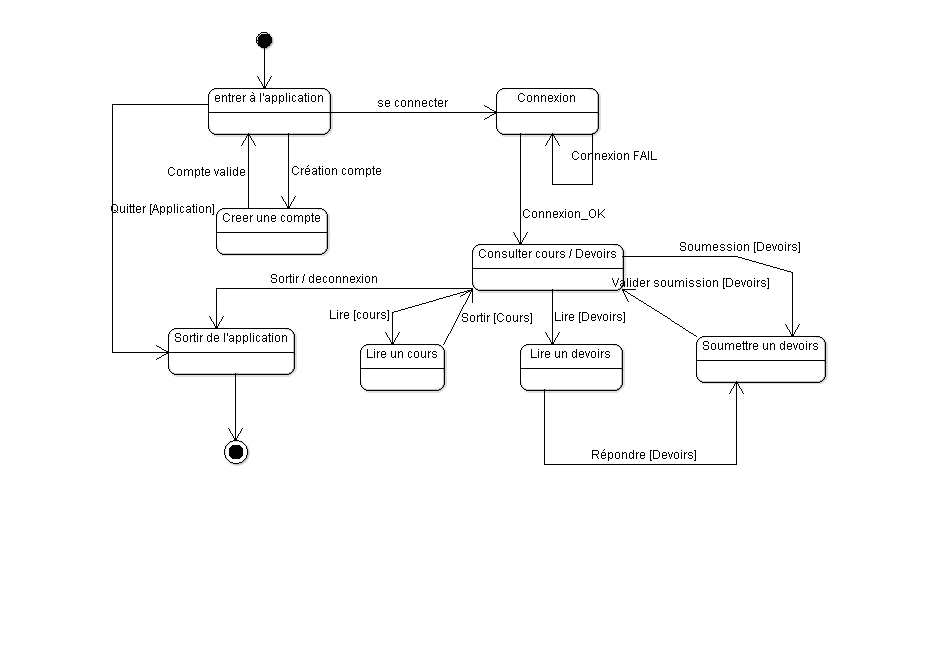 entrer à l'application
se connecter
Connexion
Connexion FAIL
Compte valide
Création compte
Quitter [Application]
Creer une compte
Connexion_OK
Consulter cours / Devoirs
Soumession [Devoirs]
Sortir / deconnexion
Valider soumission [Devoirs]
Lire [cours]
Sortir [Cours]
Lire [Devoirs]
Sortir de l'application
Lire un cours
Lire un devoirs
Soumettre un devoirs
Répondre [Devoirs]